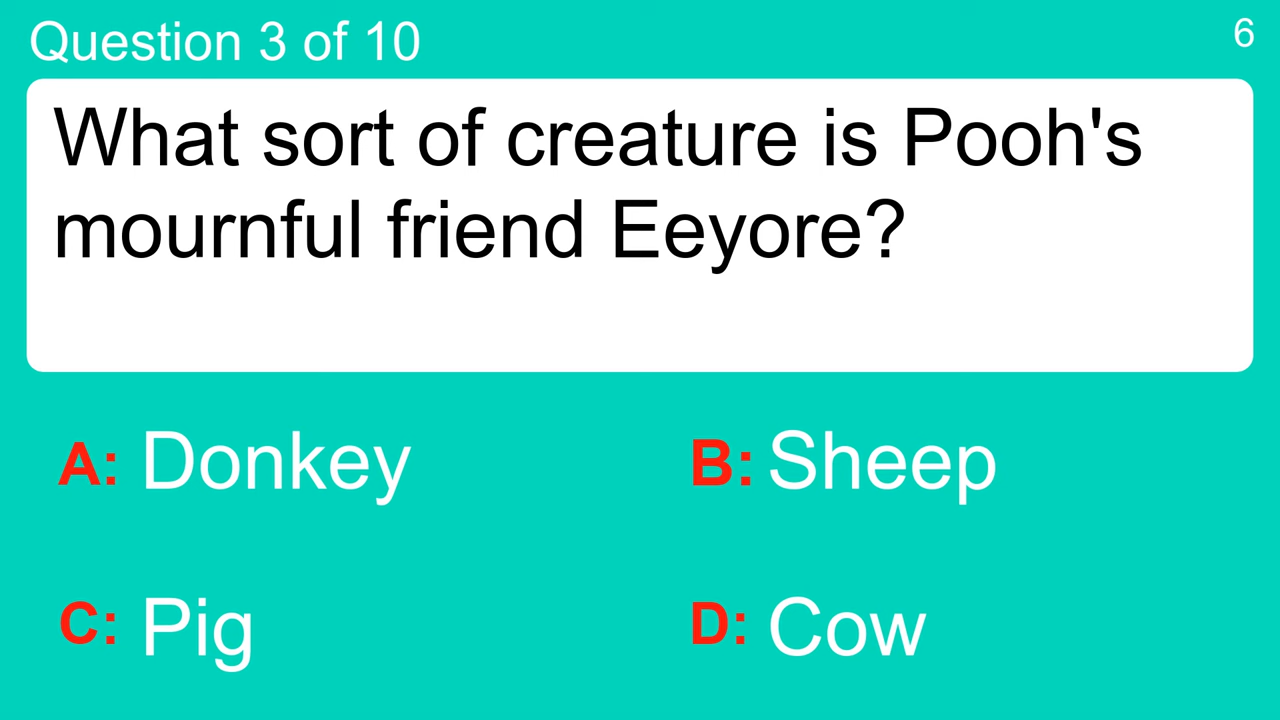 Question 3 of 10
6
What sort of creature is Pooh's
mournful friend Eeyore?
A: Donkey
B: Sheep
C: Pig
D: Cow